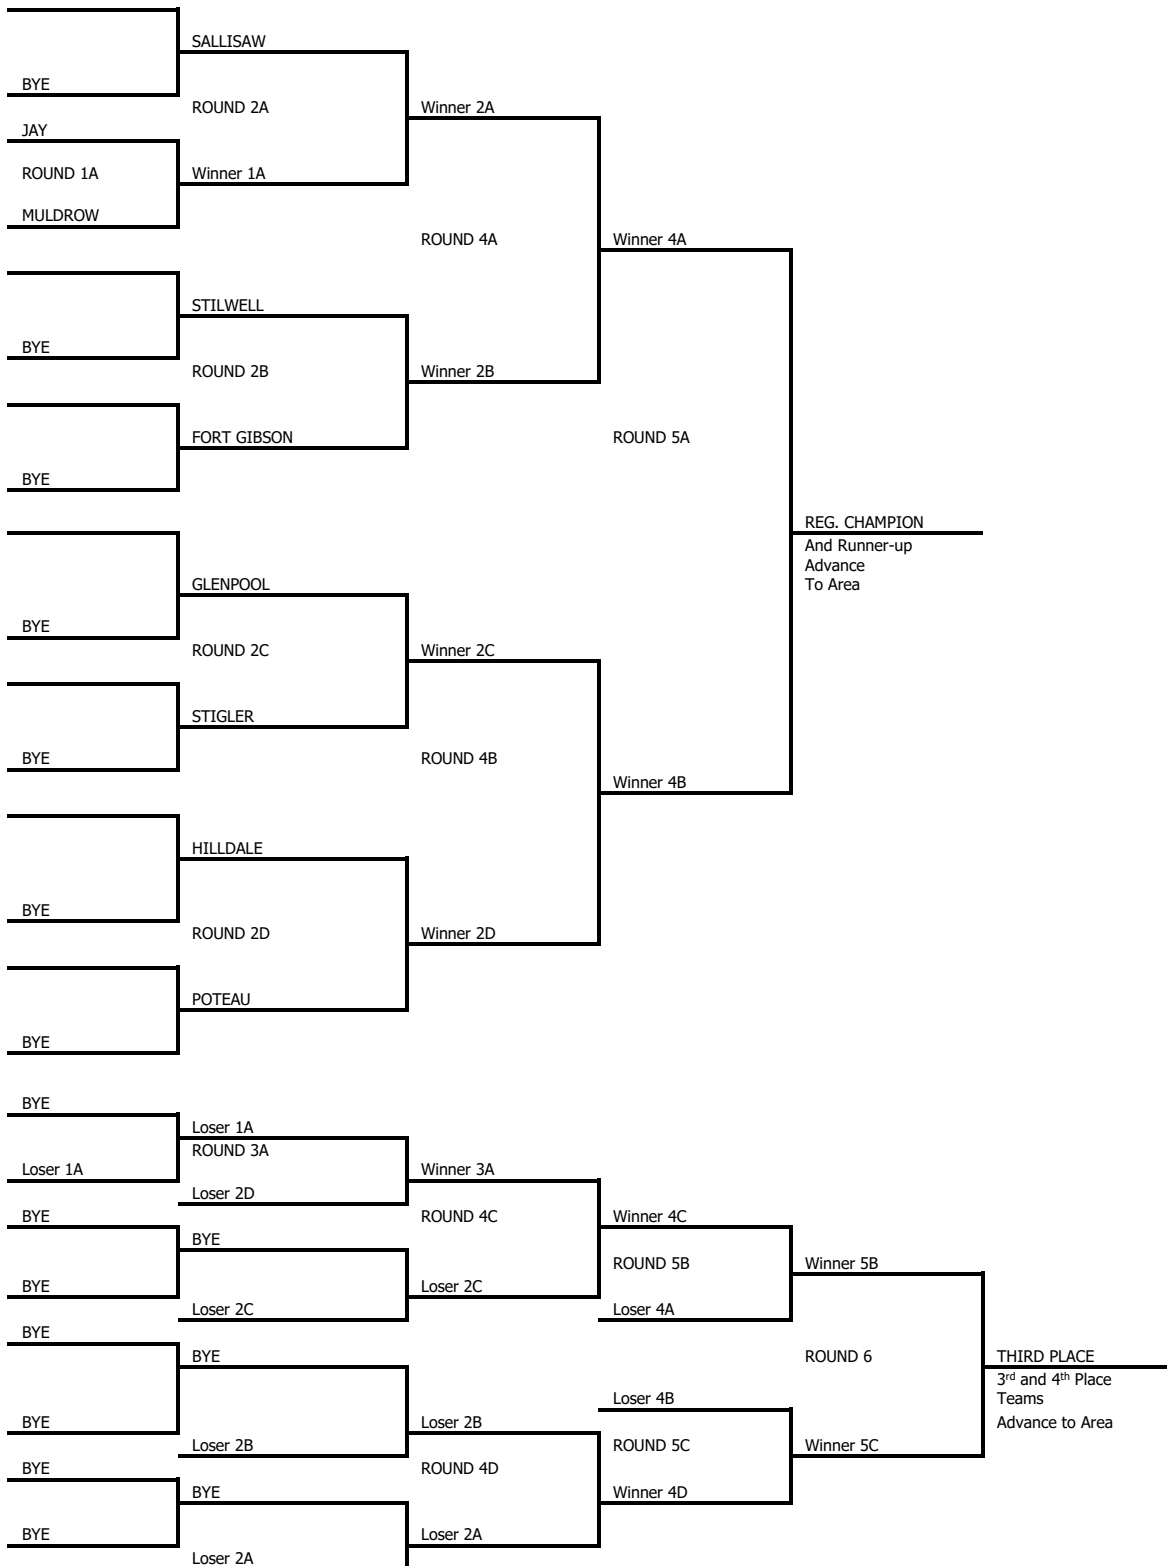 SALLISAW
BYE
ROUND 2A
Winner 2A
JAY
ROUND 1A
Winner 1A
MULDROW
ROUND 4A
Winner 4A
STILWELL
BYE
ROUND 2B
Winner 2B
FORT GIBSON
ROUND 5A
BYE
REG. CHAMPION
And Runner-up
Advance
To Area
GLENPOOL
BYE
ROUND 2C
Winner 2C
STIGLER
BYE
ROUND 4B
Winner 4B
HILLDALE
BYE
ROUND 2D
Winner 2D
POTEAU
BYE
BYE
Loser 1A
ROUND 3A
Loser 1A
Winner 3A
Loser 2D
BYE
ROUND 4C
Winner 4C
BYE
ROUND 5B
Winner 5B
BYE
Loser 2C
Loser 2C
Loser 4A
BYE
BYE
ROUND 6
THIRD PLACE
3rd and 4th Place
Teams
Advance to Area
Loser 4B
BYE
Loser 2B
Loser 2B
ROUND 5C
Winner 5C
BYE
ROUND 4D
BYE
Winner 4D
BYE
Loser 2A
Loser 2A